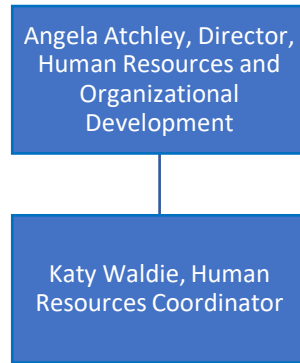 Angela Atchley, Director,
Human Resources and
Organizational
Development
Katy Waldie, Human
Resources Coordinator